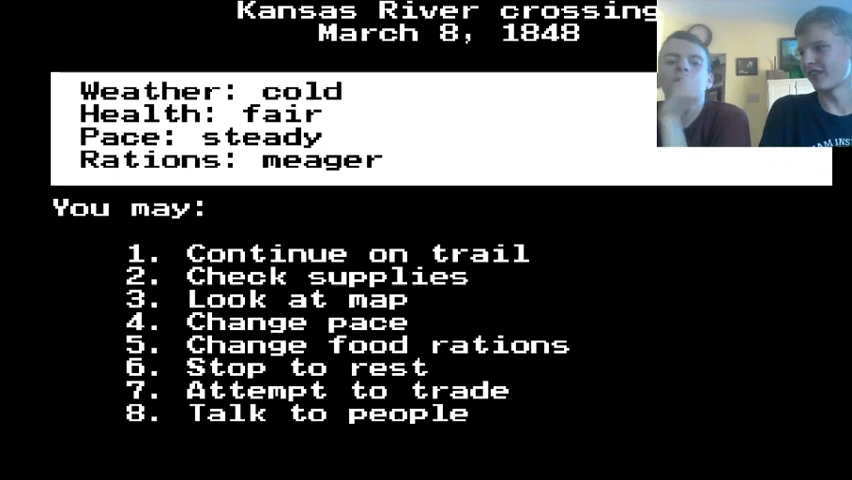 Kansas River crossing
March 8, 1848
Weather: cold
Health: fair
Pace: steady
Rations: meager
You may:
1. Continue on trail
2. Check supplies
3. Look at map
4. Change pace
5. Change food rations
6. Stop to rest
7. Attempt to trade
8. Talk to people